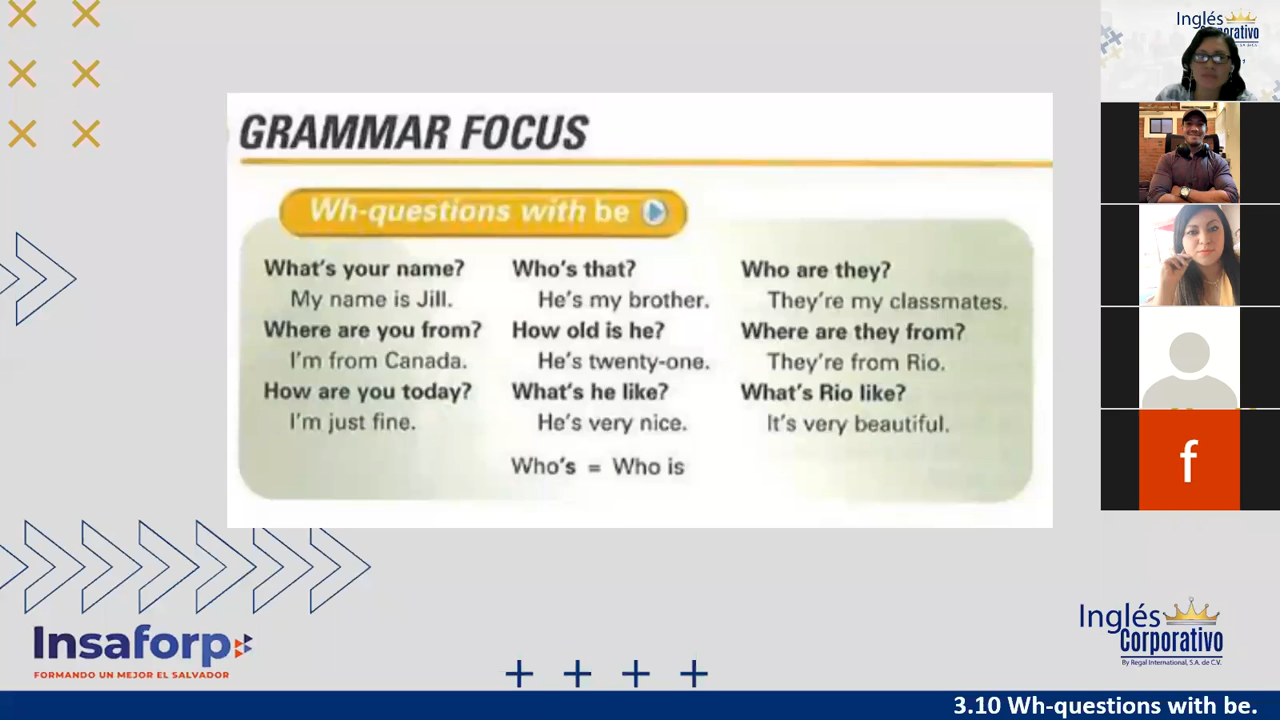 Inglés
GRAMMAR FOCUS
Wh-questions with be
What's your name?
My name is Jill.
Where are you from?
I'm from Canada.
How are you today?
I'm just fine.
Who's that?
He's my brother.
How old is he?
He's twenty-one.
What's he like?
He's very nice.
Who's = Who is
Who are they?
They're my classmates.
Where are they from?
They're from Rio.
What's Rio like?
It's very beautiful.
f
Insaforp
FORMANDO UN MEJOR EL SALVADOR
Inglés
Corporativo
By Regal International, S.A. de C.V.
3.10 Wh-questions with be.